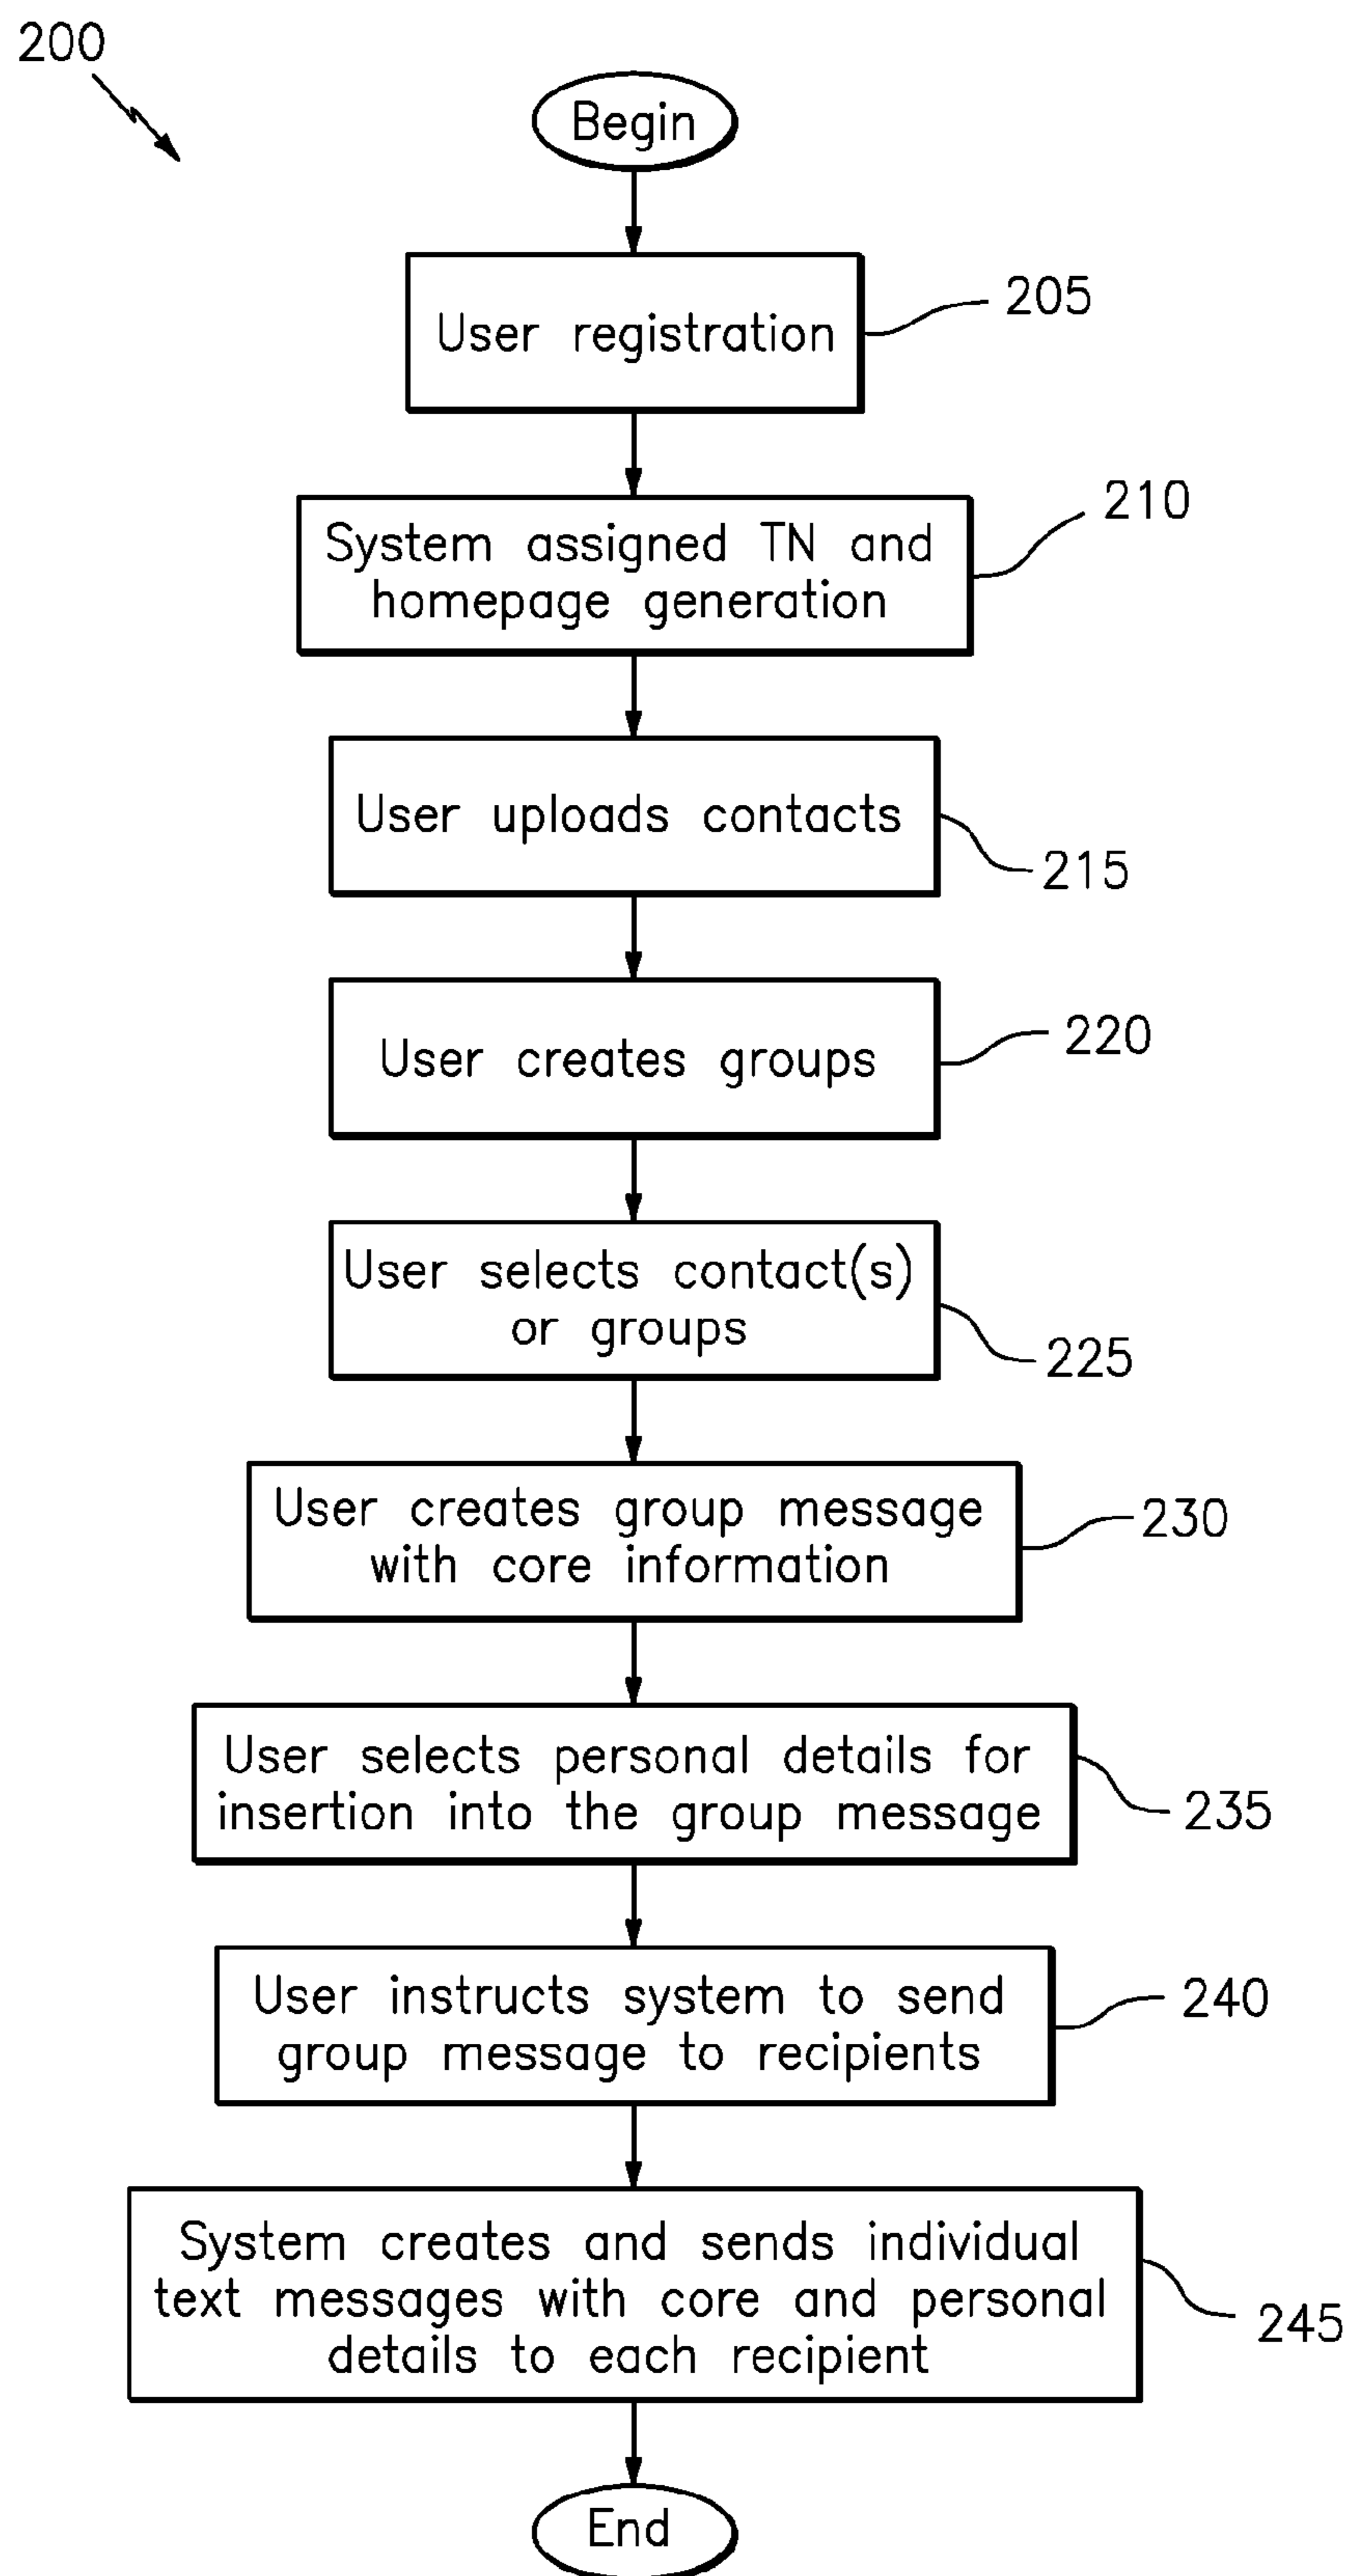 200
Begin
User registration
205
System assigned TN and
homepage generation
210
User uploads contacts
215
User creates groups
220
User selects contact(s)
or groups
225
User creates group message
with core information
230
User selects personal details for
insertion into the group message
235
User instructs system to send
group message to recipients
240
System creates and sends individual
text messages with core and personal
details to each recipient
245
End